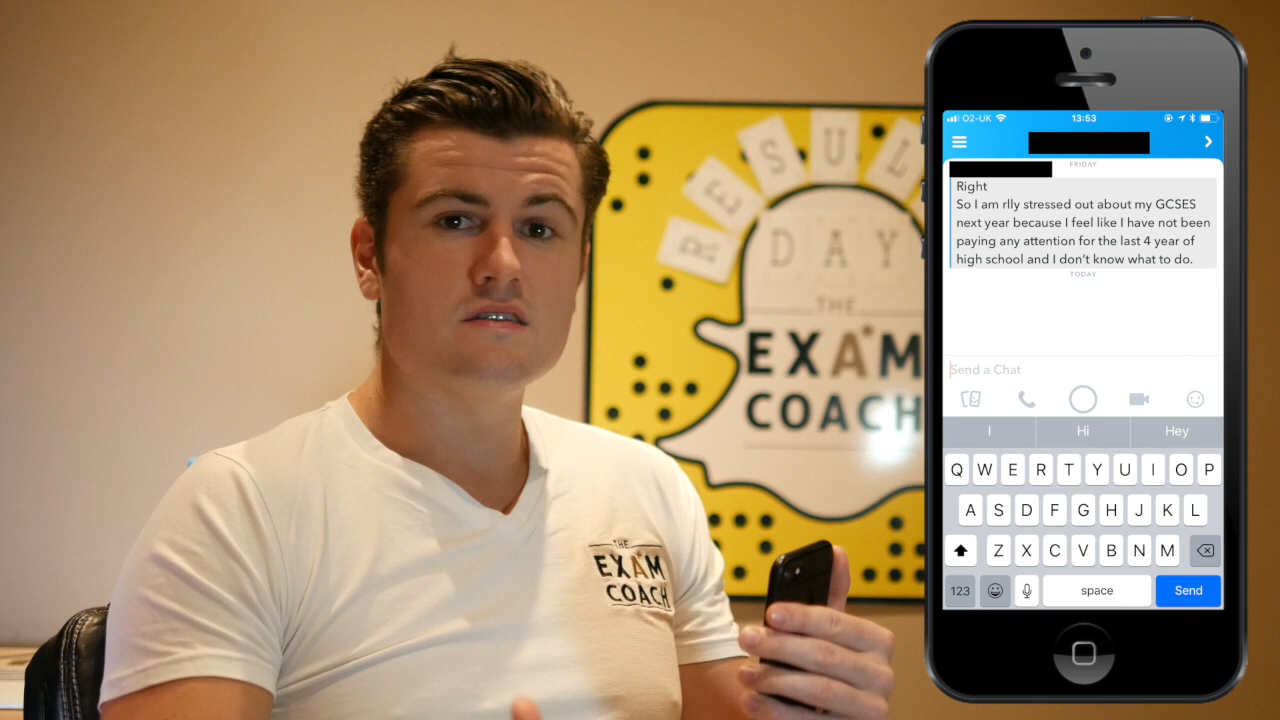 RESUL
DAY
THE
EXAM
COACH
THE
EXAM
COACH
O2-UK
13:53
FRIDAY
Right
So I am rlly stressed out about my GCSES
next year because I feel like I have not been
paying any attention for the last 4 year of
high school and I don't know what to do.
TODAY
Send a Chat
I Hi Hey
Q W E R T Y U I O P
A S D F G H J K L
Z X C V B N M
123 space Send